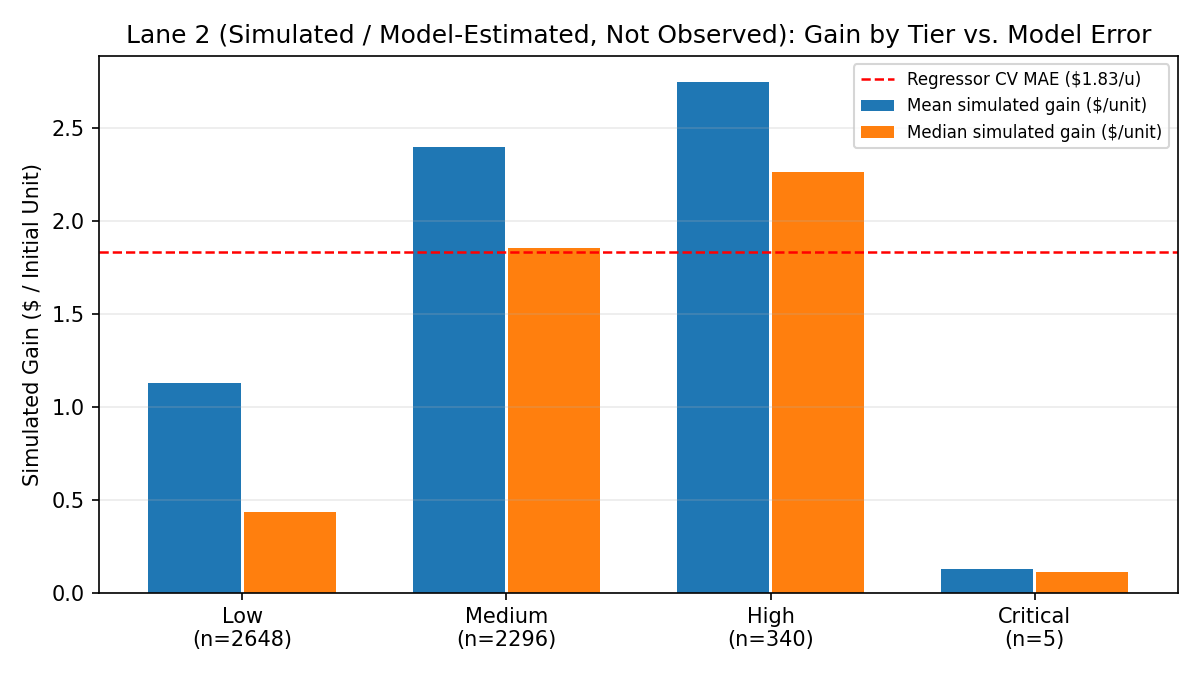 Lane 2 (Simulated / Model-Estimated, Not Observed): Gain by Tier vs. Model Error
Regressor CV MAE ($1.83/u)
Mean simulated gain ($/unit)
Median simulated gain ($/unit)
Simulated Gain ($ / Initial Unit)
2.5
2.0
1.5
1.0
0.5
0.0
Low
(n=2648)
Medium
(n=2296)
High
(n=340)
Critical
(n=5)